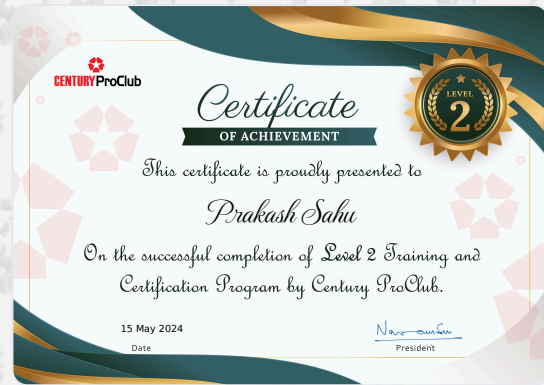 CENTURY ProClub
LEVEL
2
Certificate
OF ACHIEVEMENT
This certificate is proudly presented to
Prakash Sahu
On the successful completion of Level 2 Training and
Certification Program by Century ProClub.
15 May 2024
Date
President